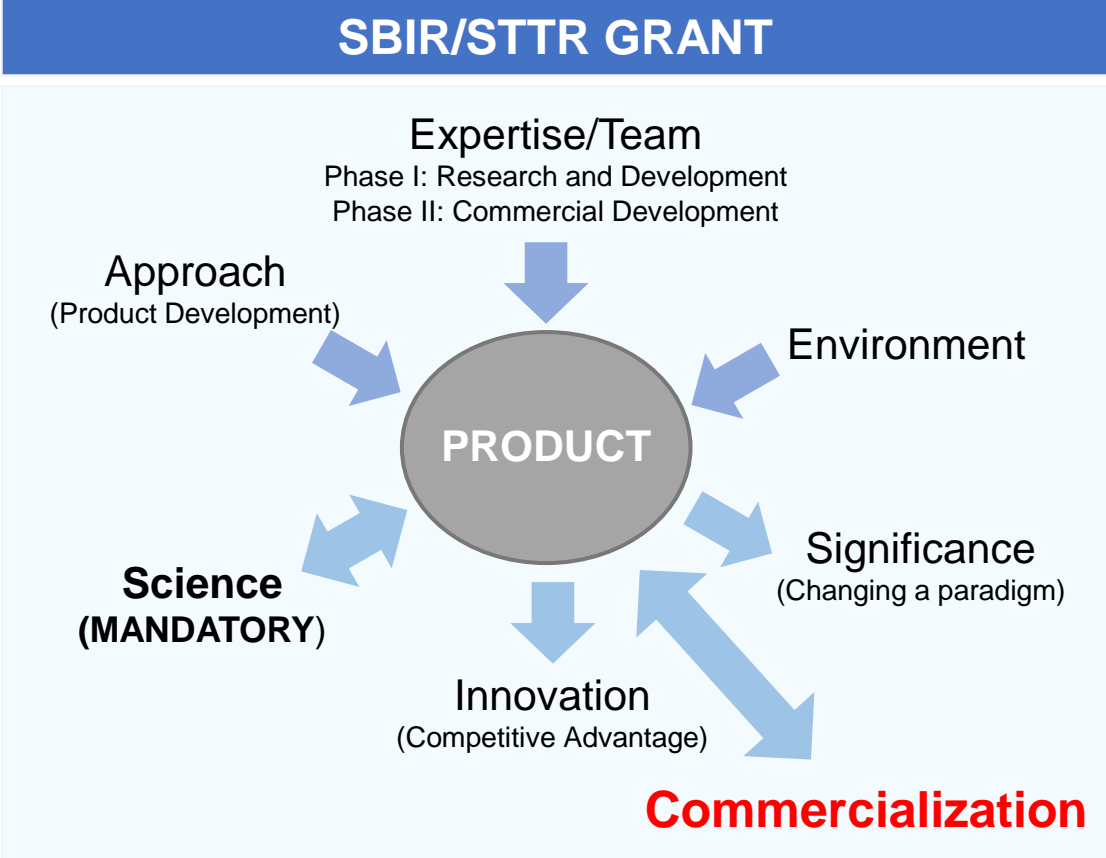 SBIR/STTR GRANT
Expertise/Team
Phase I: Research and Development
Phase II: Commercial Development
Approach
(Product Development)
Environment
PRODUCT
Science
(MANDATORY)
Significance
(Changing a paradigm)
Innovation
(Competitive Advantage)
Commercialization